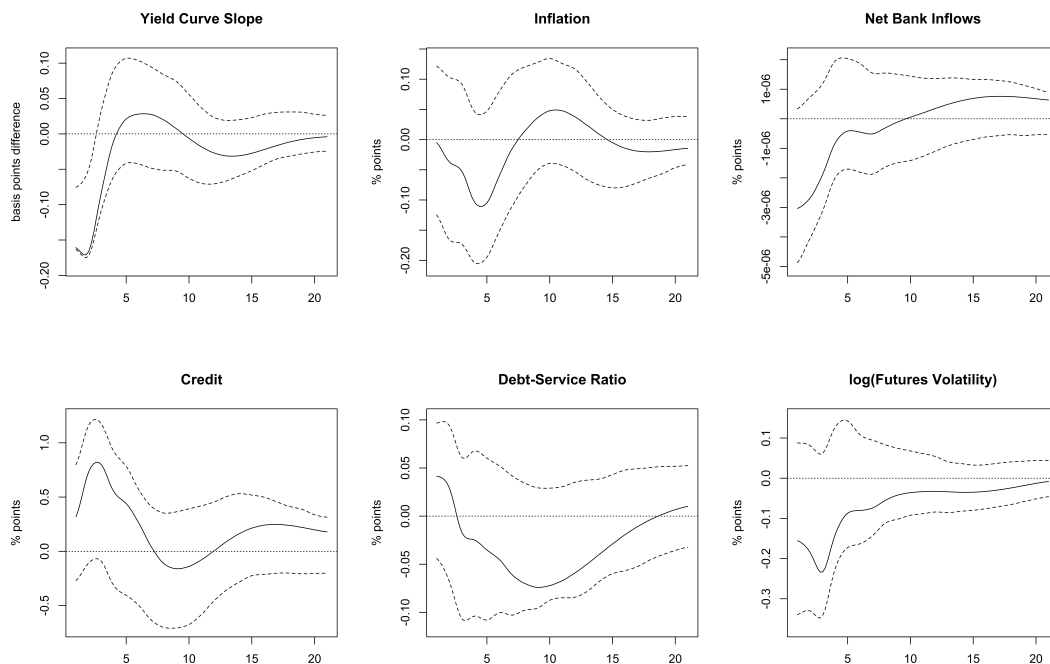 Yield Curve Slope
basis points difference
0.10
0.05
0.00
-0.10
-0.20
5 10 15 20
Inflation
% points
0.10
0.00
-0.10
-0.20
5 10 15 20
Net Bank Inflows
% points
1e-06
-1e-06
-3e-06
-5e-06
5 10 15 20
Credit
% points
1.0
0.5
0.0
-0.5
5 10 15 20
Debt-Service Ratio
% points
0.10
0.05
0.00
-0.05
-0.10
5 10 15 20
log(Futures Volatility)
% points
0.1
0.0
-0.1
-0.2
-0.3
5 10 15 20